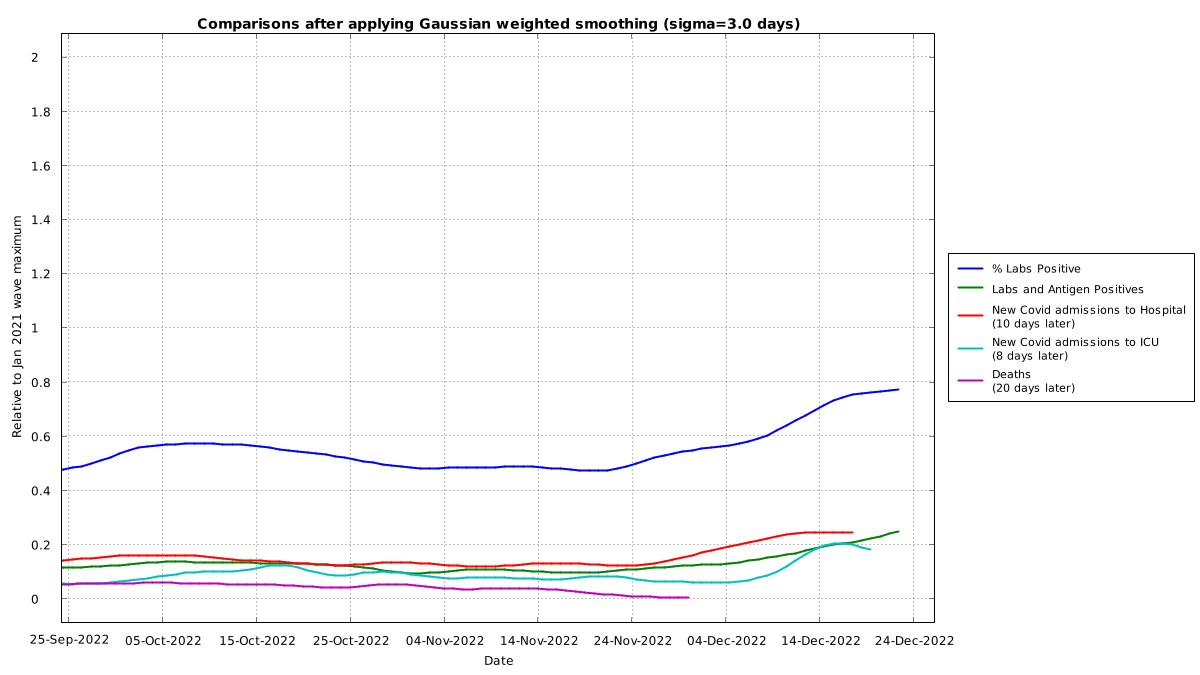 Comparisons after applying Gaussian weighted smoothing (sigma=3.0 days)
Relative to Jan 2021 wave maximum
2
1.8
1.6
1.4
1.2
1
0.8
0.6
0.4
0.2
0
25-Sep-2022 05-Oct-2022 15-Oct-2022 25-Oct-2022 04-Nov-2022 14-Nov-2022 24-Nov-2022 04-Dec-2022 14-Dec-2022 24-Dec-2022
Date
% Labs Positive
Labs and Antigen Positives
New Covid admissions to Hospital
(10 days later)
New Covid admissions to ICU
(8 days later)
Deaths
(20 days later)